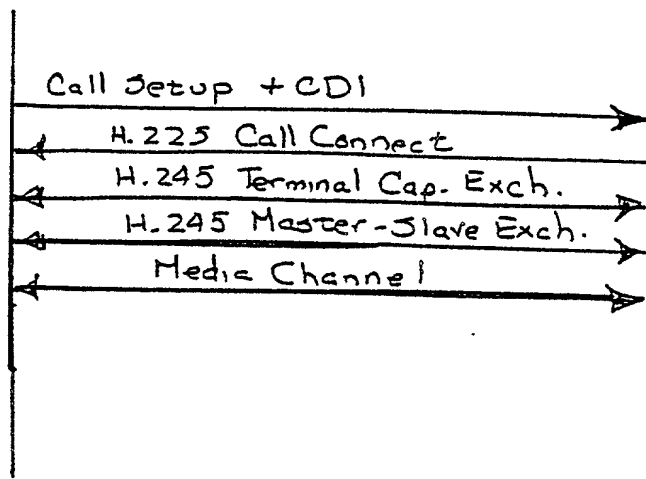 Call Setup + CDI
H.225 Call Connect
H.245 Terminal Cap. Exch.
H.245 Master-Slave Exch.
Media Channel